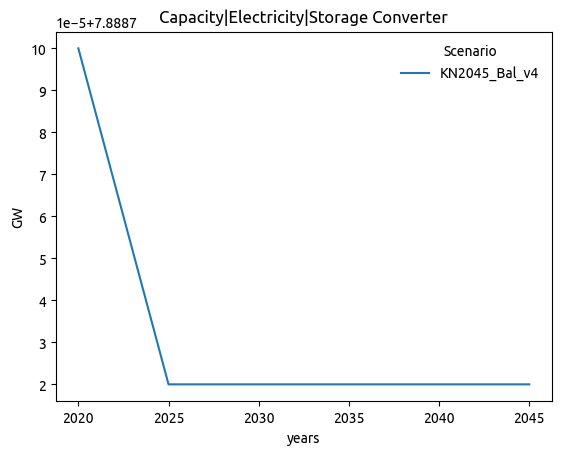 Capacity|Electricity|Storage Converter
1e−5+7.8887
Scenario
KN2045_Bal_v4
10
9
8
7
6
5
4
3
2
GW
2020 2025 2030 2035 2040 2045
years